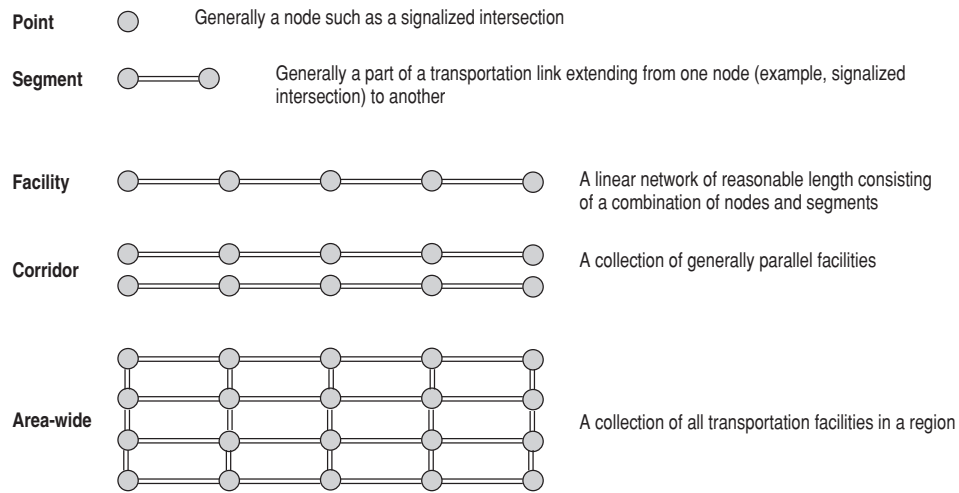 Point
Generally a node such as a signalized intersection
Segment
Generally a part of a transportation link extending from one node (example, signalized
intersection) to another
Facility
A linear network of reasonable length consisting
of a combination of nodes and segments
Corridor
A collection of generally parallel facilities
Area-wide
A collection of all transportation facilities in a region